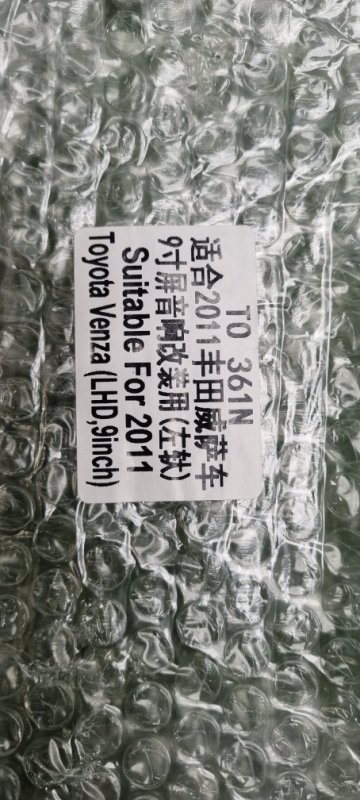 TO 361N
适合2011丰田威萨车
9寸屏音响改装用(左钛)
Suitable For 2011
Toyota Venza (LHD,9inch)